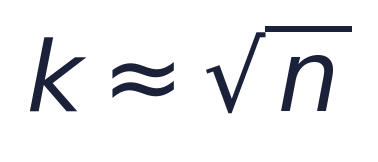 k ≈ √n